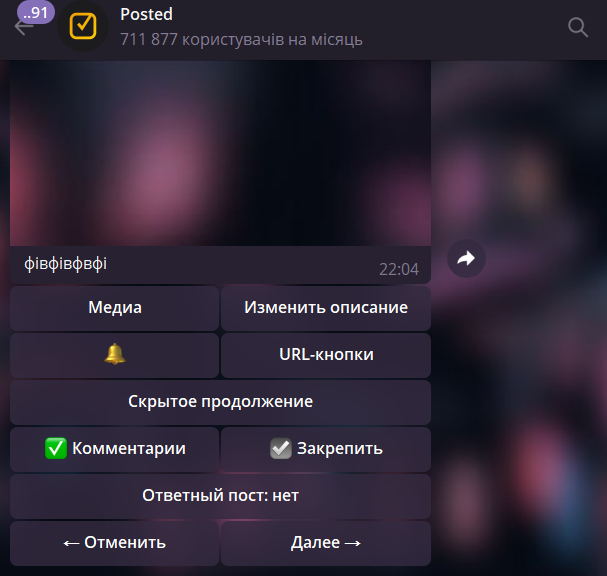 ..91
Posted
711 877 користувачів на місяць
фівфівфвфі
22:04
Медиа
Изменить описание
URL-кнопки
Скрытое продолжение
Комментарии
Закрепить
Ответный пост: нет
← Отменить
Далее →